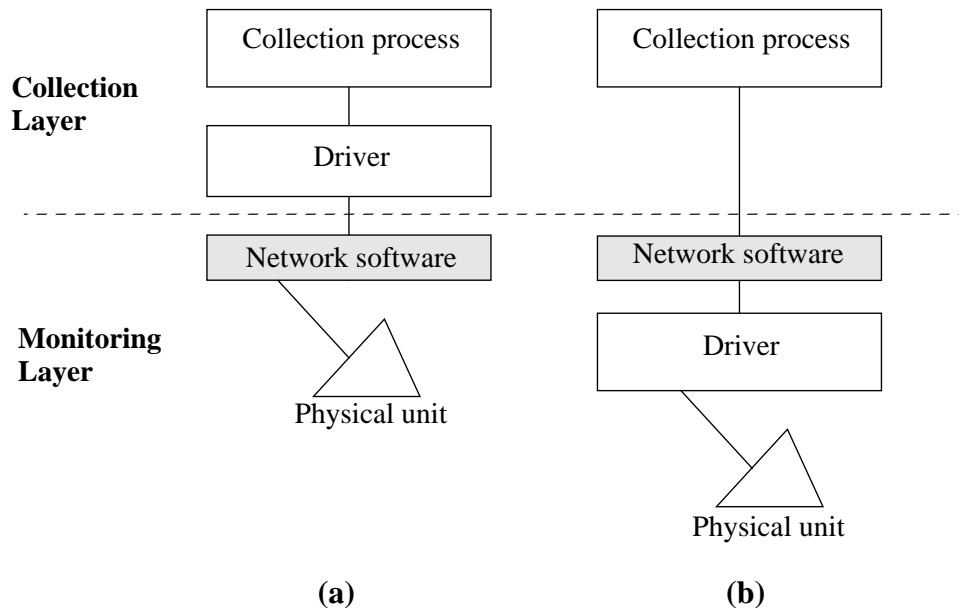 Collection process
Collection process
Collection
Layer
Driver
Network software
Network software
Monitoring
Layer
Driver
Physical unit
Physical unit
(a)
(b)